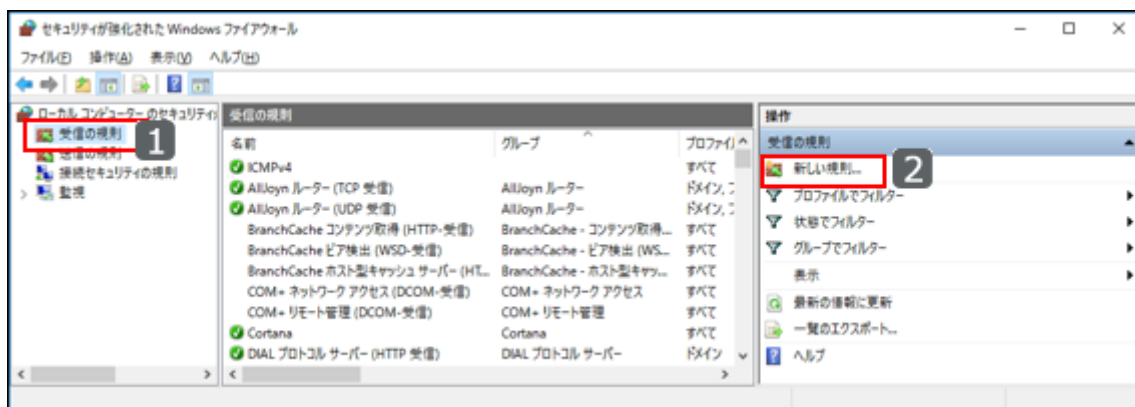 セキュリティが強化された Windows ファイアウォール
ファイル(F) 操作(A) 表示(V) ヘルプ(H)
ローカル コンピューター のセキュリティ
受信の規則
1
送信の規則
接続セキュリティの規則
監視
受信の規則
名前 グループ プロファイル
ICMPv4 すべて
AllJoyn ルーター (TCP 受信) AllJoyn ルーター ドメイン,
AllJoyn ルーター (UDP 受信) AllJoyn ルーター ドメイン,
BranchCache コンテンツ取得 (HTTP-受信) BranchCache - コンテンツ取得... すべて
BranchCache ピア検出 (WSD-受信) BranchCache - ピア検出 (WS... すべて
BranchCache ホスト型キャッシュ サーバー (HT... BranchCache - ホスト型キャッ... すべて
COM+ ネットワーク アクセス (DCOM-受信) COM+ ネットワーク アクセス すべて
COM+ リモート管理 (DCOM-受信) COM+ リモート管理 すべて
Cortana Cortana すべて
DIAL プロトコル サーバー (HTTP 受信) DIAL プロトコル サーバー ドメイン
操作
受信の規則
新しい規則...
2
プロファイルでフィルター
状態でフィルター
グループでフィルター
表示
最新の情報に更新
一覧のエクスポート...
ヘルプ